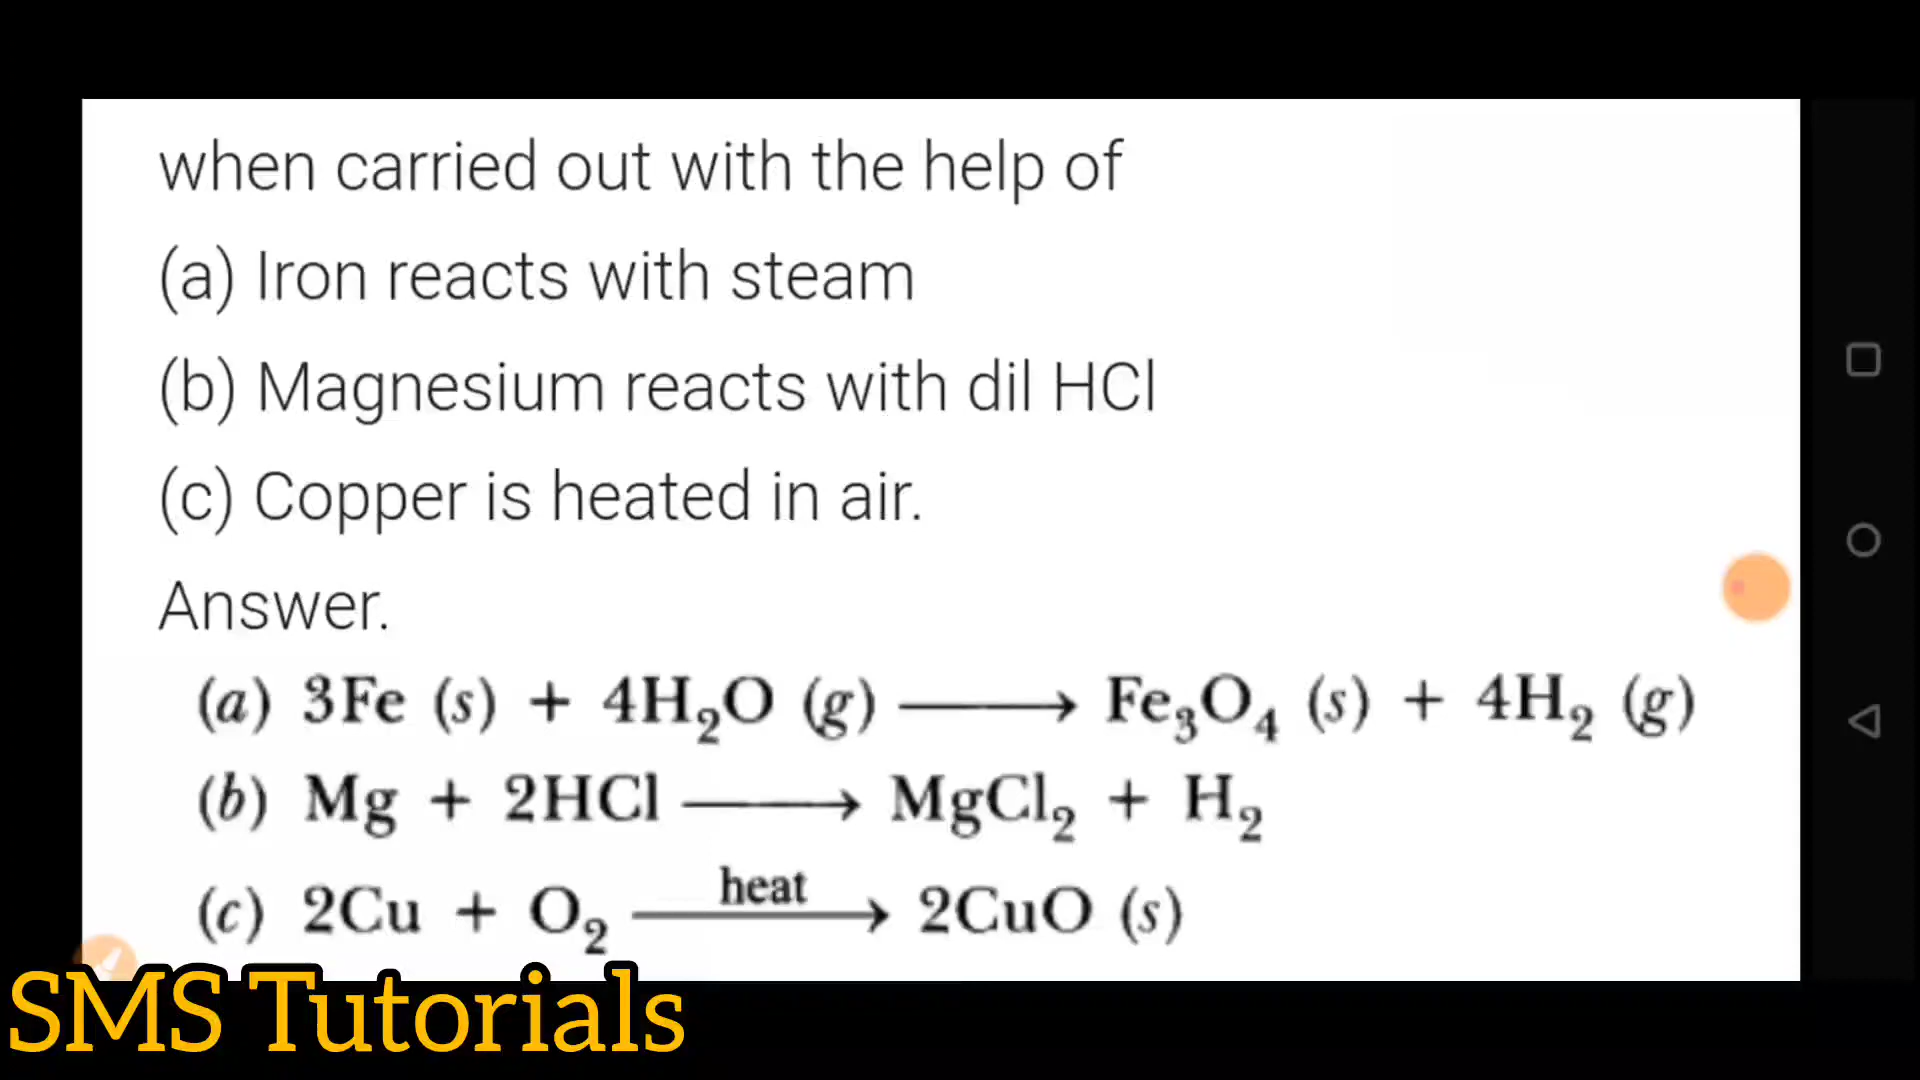 when carried out with the help of
(a) Iron reacts with steam
(b) Magnesium reacts with dil HCl
(c) Copper is heated in air.
Answer.
(a) 3Fe (s) + 4H₂O (g) ⟶ Fe₃O₄ (s) + 4H₂ (g)
(b) Mg + 2HCl ⟶ MgCl₂ + H₂
heat
(c) 2Cu + O₂ ⟶ 2CuO (s)
SMS Tutorials